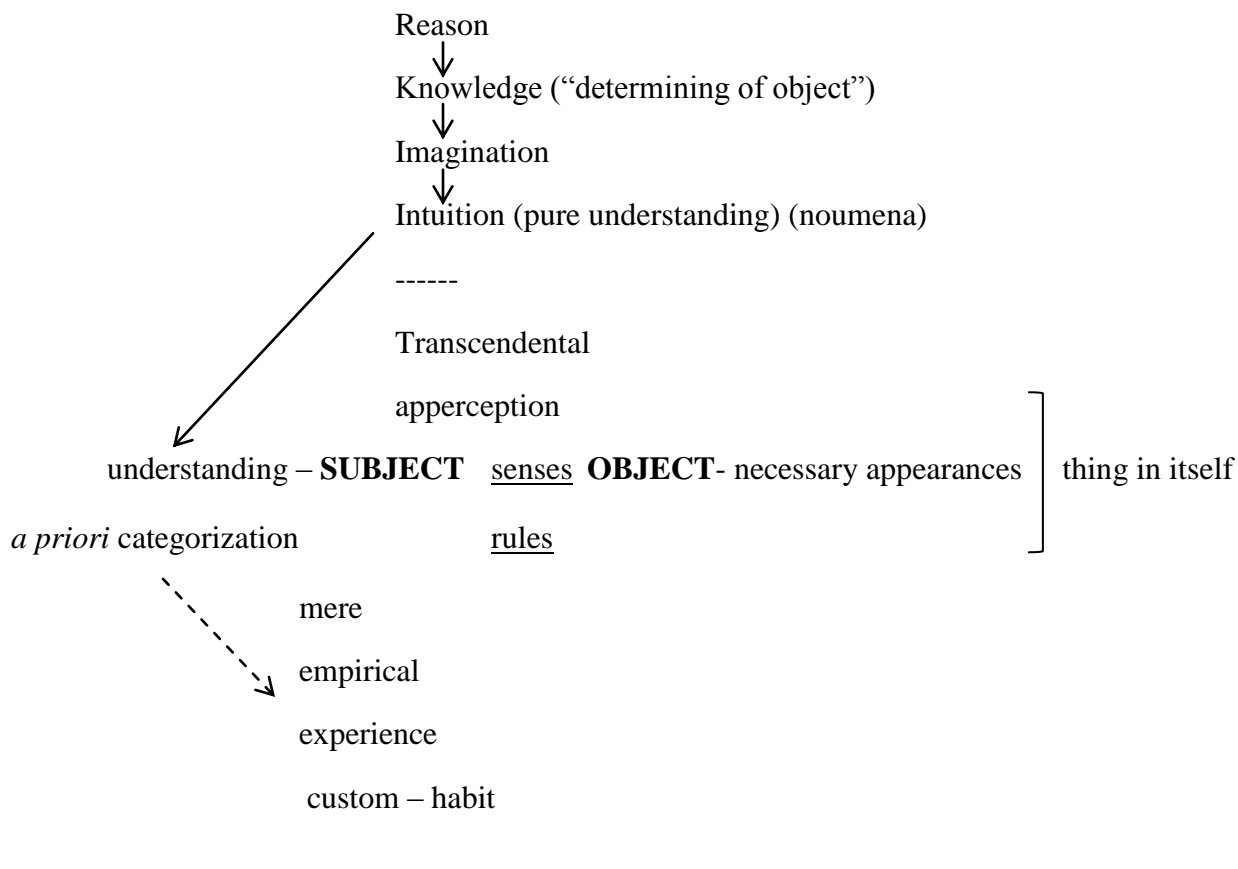 Reason
Knowledge (“determining of object”)
Imagination
Intuition (pure understanding) (noumena)
------
Transcendental
apperception
understanding – SUBJECT senses OBJECT- necessary appearances thing in itself
a priori categorization rules
mere
empirical
experience
custom – habit